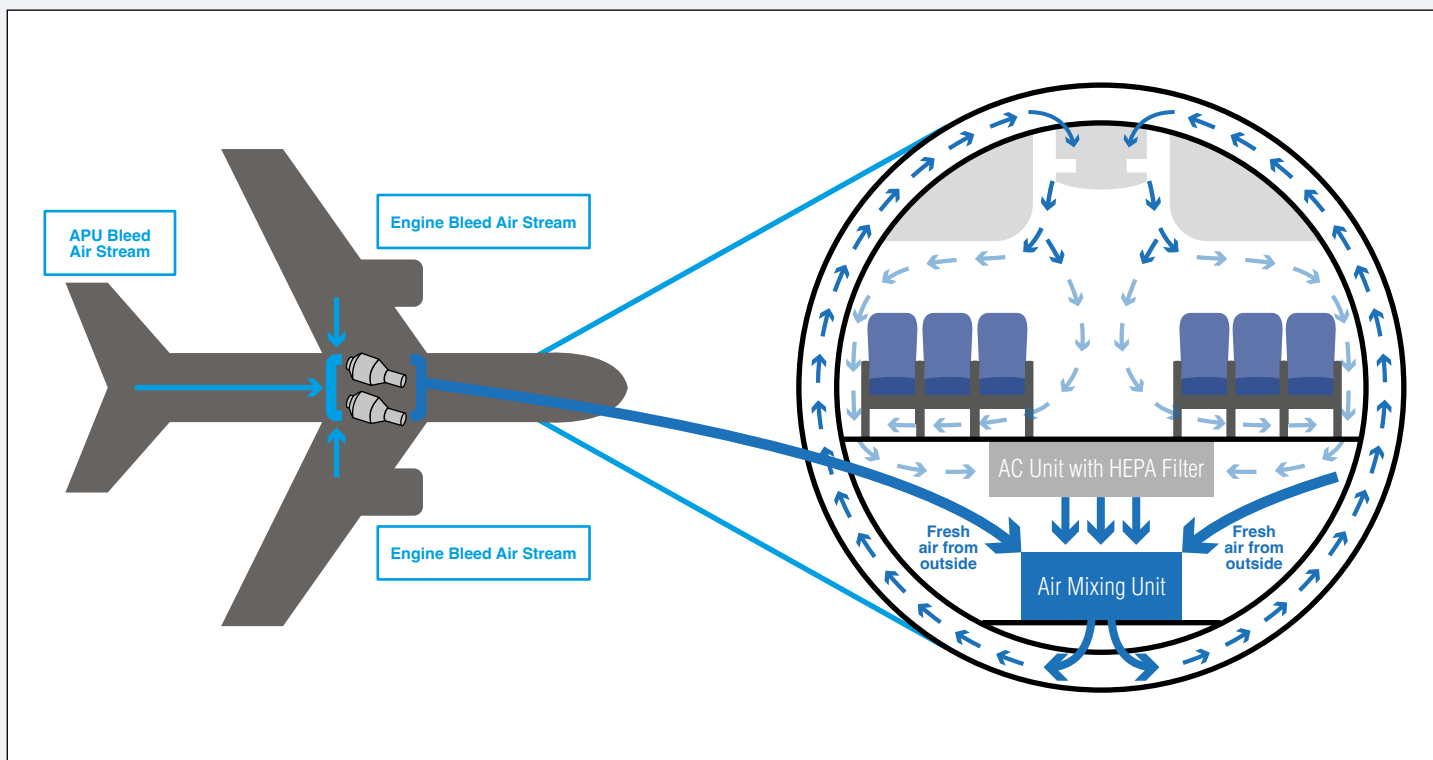 APU Bleed
Air Stream
Engine Bleed Air Stream
Engine Bleed Air Stream
AC Unit with HEPA Filter
Fresh
air from
outside
Fresh
air from
outside
Air Mixing Unit